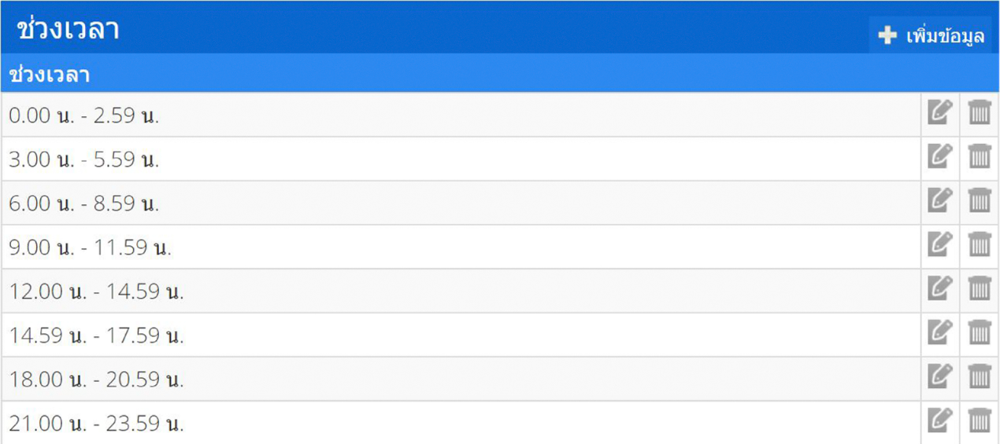 ช่วงเวลา
เพิ่มข้อมูล
ช่วงเวลา
0.00 น. - 2.59 น.
3.00 น. - 5.59 น.
6.00 น. - 8.59 น.
9.00 น. - 11.59 น.
12.00 น. - 14.59 น.
14.59 น. - 17.59 น.
18.00 น. - 20.59 น.
21.00 น. - 23.59 น.